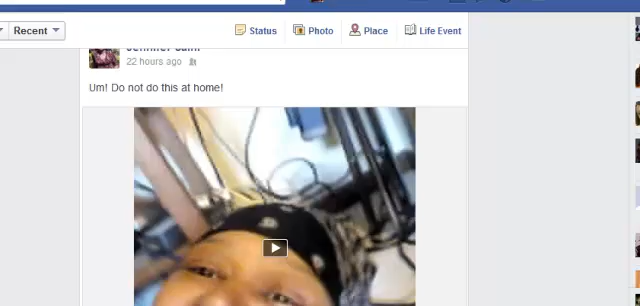 Recent
Status
Photo
Place
Life Event
22 hours ago
Um! Do not do this at home!